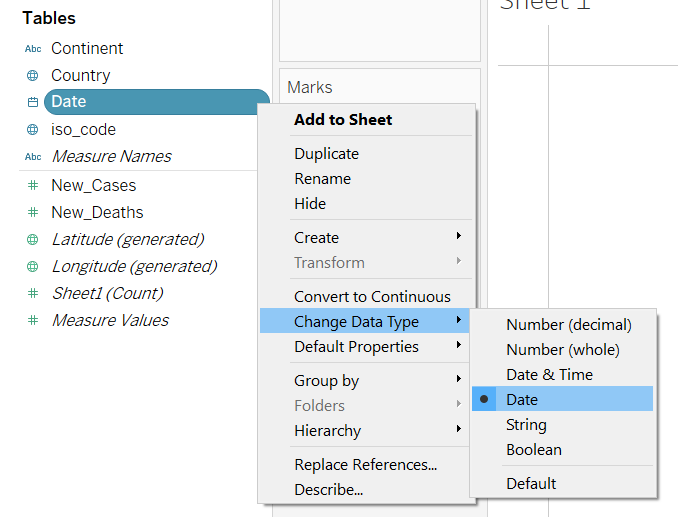 Tables
Sheet 1
Abc Continent
Country
Date
Marks
iso_code
Abc Measure Names
New_Cases
New_Deaths
Latitude (generated)
Longitude (generated)
Sheet1 (Count)
Measure Values
Add to Sheet
Duplicate
Rename
Hide
Create
Transform
Convert to Continuous
Change Data Type
Default Properties
Group by
Folders
Hierarchy
Replace References...
Describe...
Number (decimal)
Number (whole)
Date & Time
Date
String
Boolean
Default